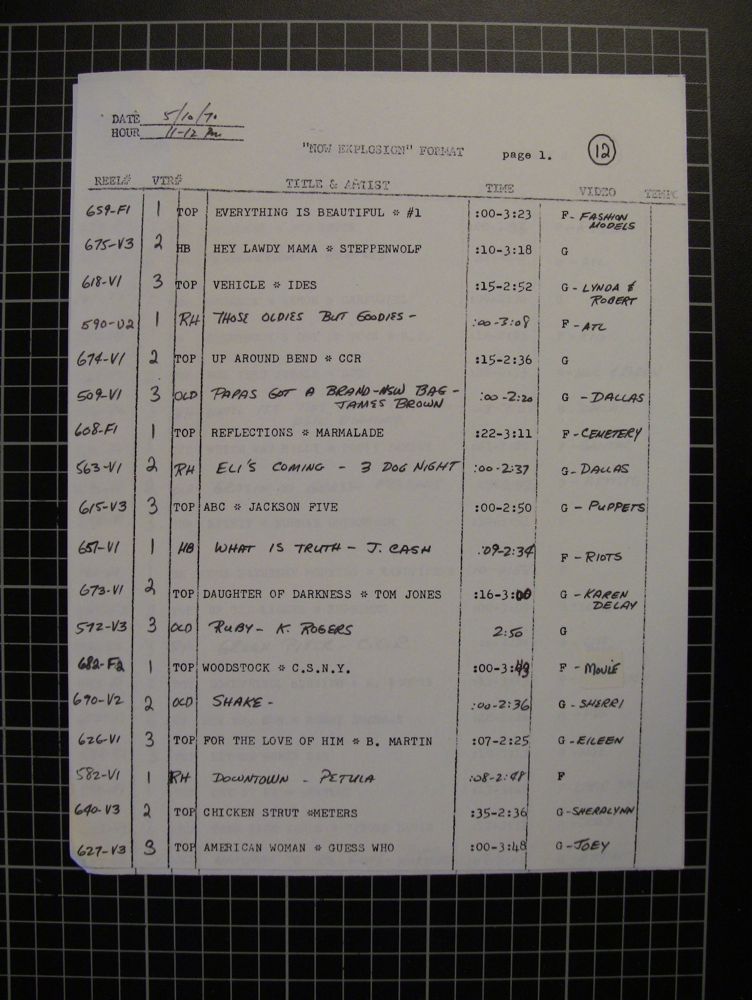 DATE 5/10/70
HOUR 11-12 Pm
"NOW EXPLOSION" FORMAT page 1. 12
REEL# VTR# TITLE & ARTIST TIME VIDEO TEMPO
659-F1 1 TOP EVERYTHING IS BEAUTIFUL * #1 :00-3:23 F- FASHION
MODELS
675-V3 2 HB HEY LAWDY MAMA * STEPPENWOLF :10-3:18 G
618-V1 3 TOP VEHICLE * IDES :15-2:52 G- LYNDA &
ROBERT
590-V2 1 RH THOSE OLDIES BUT GOODIES - :00-3:08 F-ATL
674-V1 2 TOP UP AROUND BEND * CCR :15-2:36 G
509-V1 3 OLD PAPAS GOT A BRAND-NEW BAG - :00-2:20 G -DALLAS
JAMES BROWN
608-F1 1 TOP REFLECTIONS * MARMALADE :22-3:11 F-CEMETERY
563-V1 2 RH ELI'S COMING - 3 DOG NIGHT :00-2:37 G-DALLAS
615-V3 3 TOP ABC * JACKSON FIVE :00-2:50 G - PUPPETS
657-V1 1 HB WHAT IS TRUTH - J. CASH :09-2:34 F-RIOTS
673-V1 2 TOP DAUGHTER OF DARKNESS * TOM JONES :16-3:00 G -KAREN
DELAY
572-V3 3 OLD RUBY- K. ROGERS 2:50 G
682-F2 1 TOP WOODSTOCK * C.S.N.Y. :00-3:49 F - MOVIE
690-V2 2 OLD SHAKE - :00-2:36 G -SHERRI
626-V1 3 TOP FOR THE LOVE OF HIM * B. MARTIN :07-2:25 G -EILEEN
582-V1 1 RH DOWNTOWN - PETULA :08-2:48 F
640-V3 2 TOP CHICKEN STRUT *METERS :35-2:36 G-SHERALYNN
627-V3 3 TOP AMERICAN WOMAN * GUESS WHO :00-3:48 G-JOEY